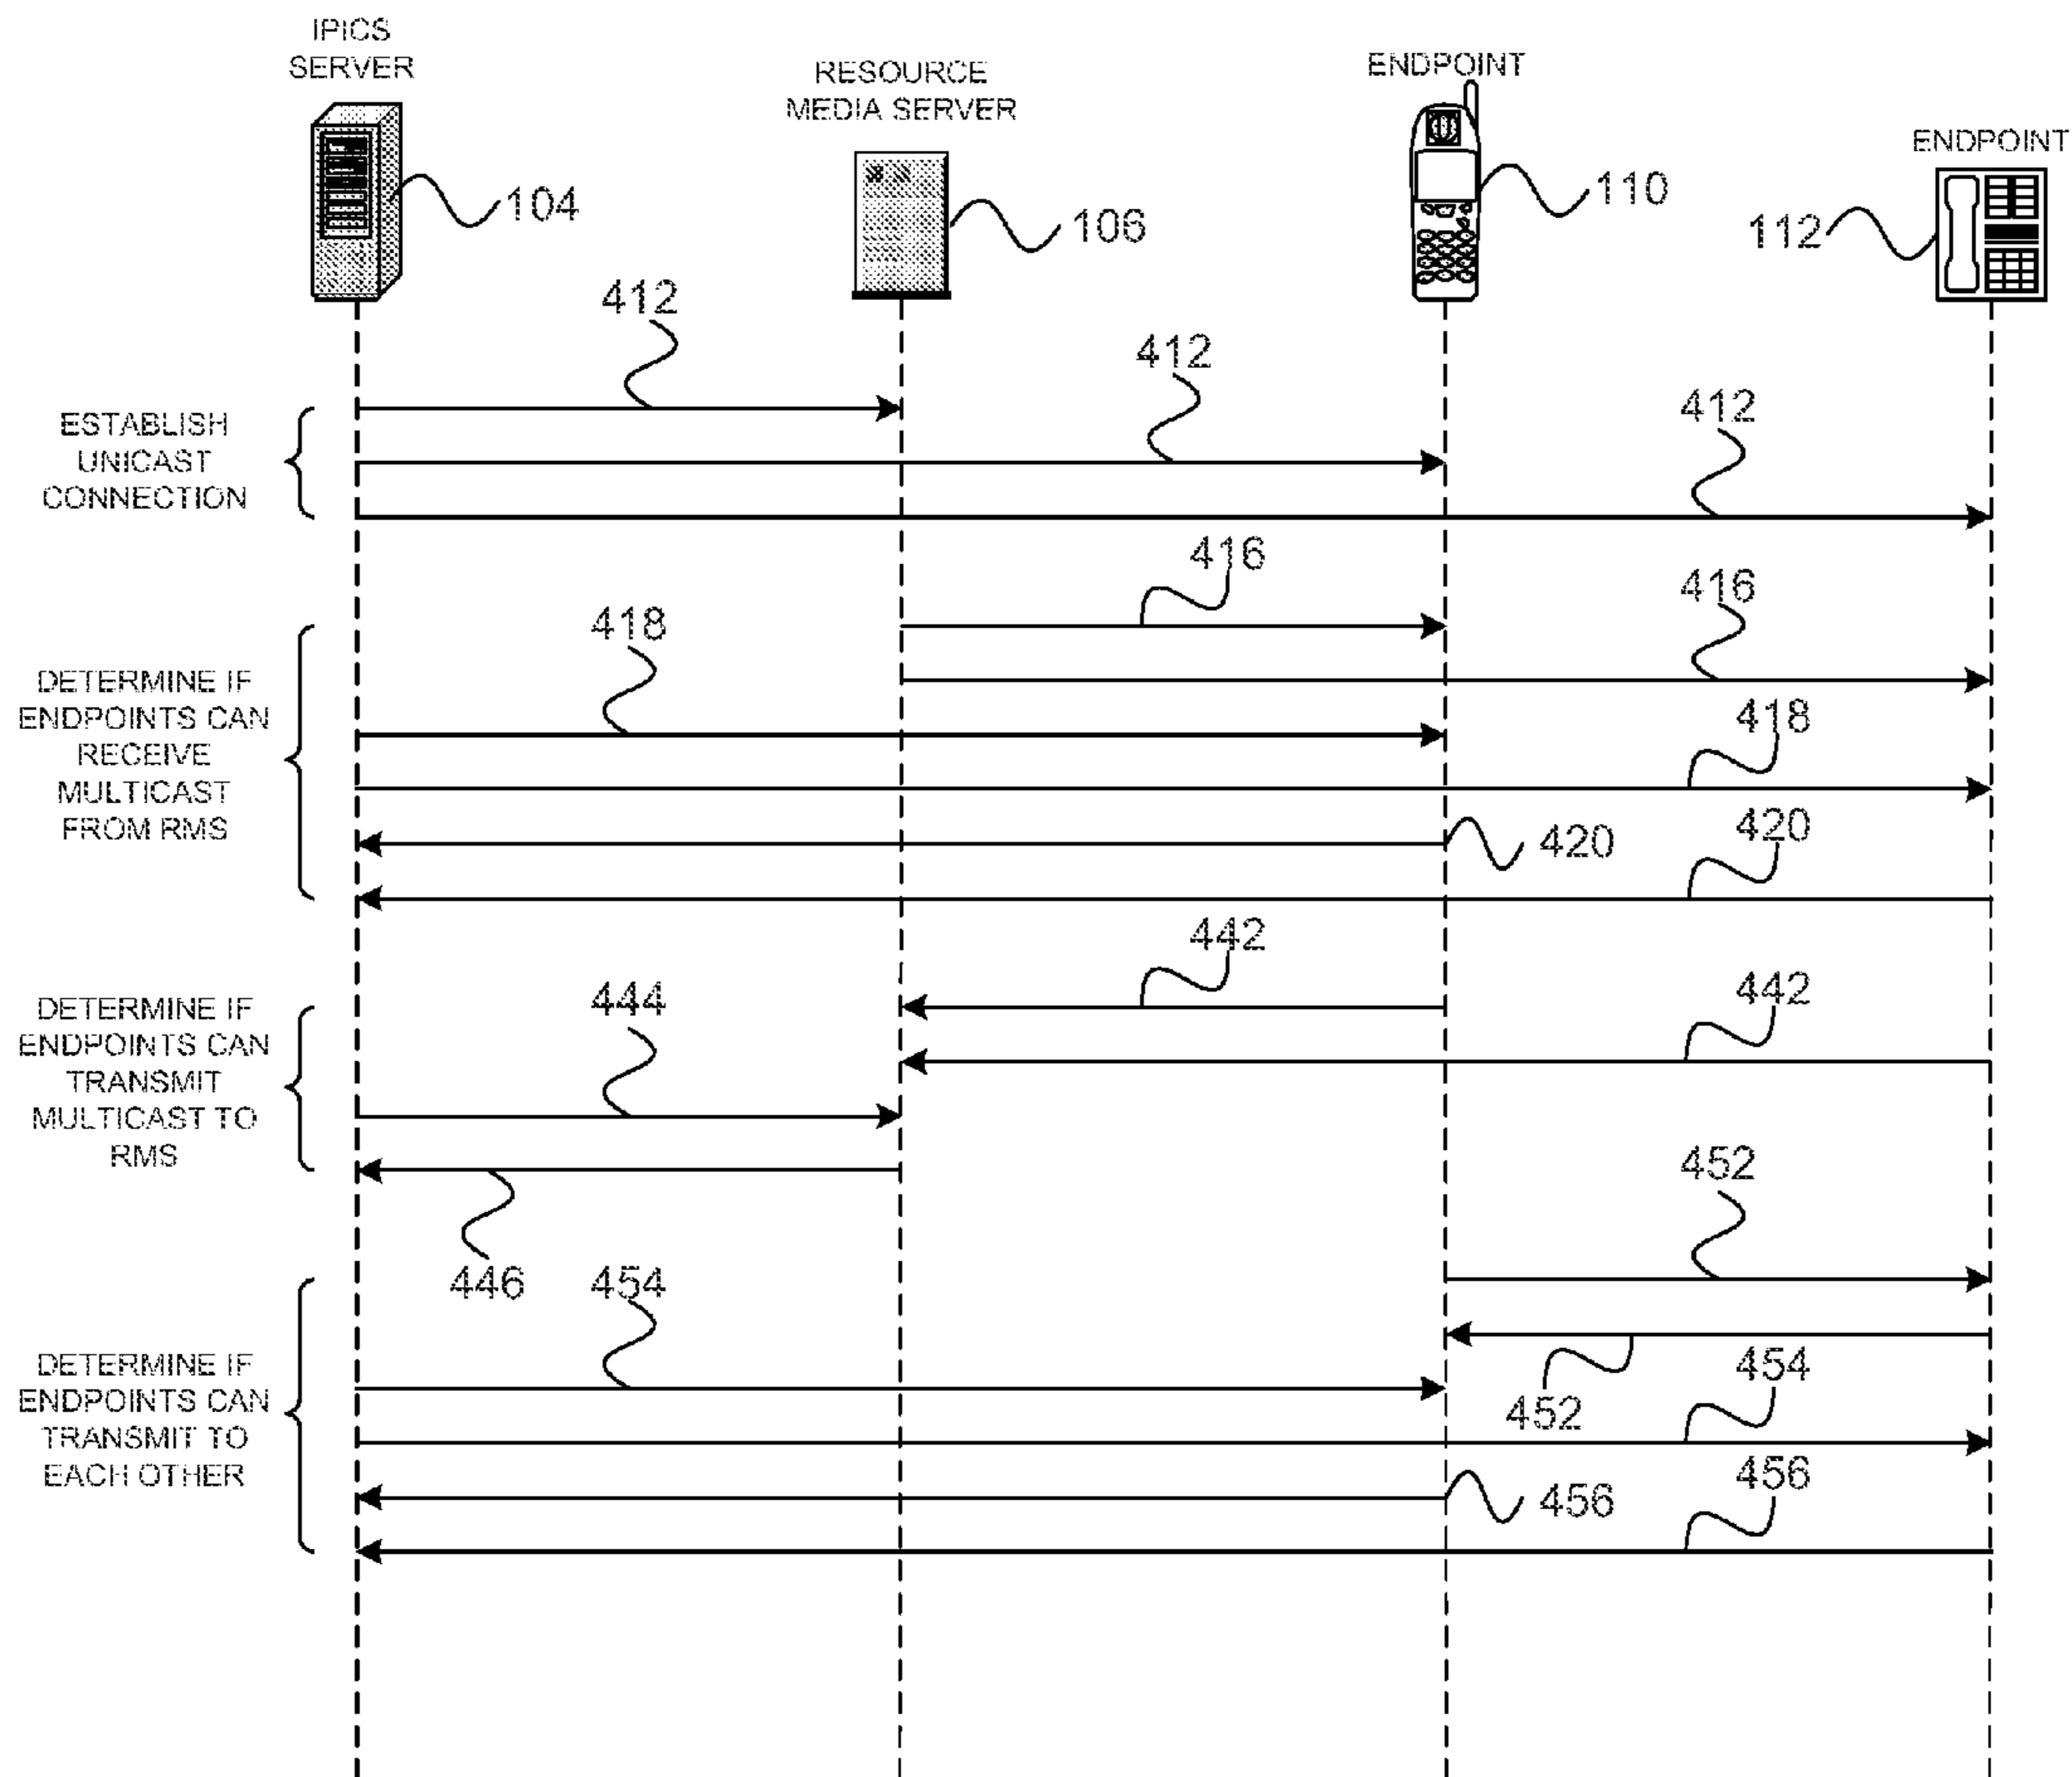 IPICS
SERVER
RESOURCE
MEDIA SERVER
ENDPOINT
ENDPOINT
104
106
110
112
412
412
412
ESTABLISH
UNICAST
CONNECTION
416
416
418
418
DETERMINE IF
ENDPOINTS CAN
RECEIVE
MULTICAST
FROM RMS
420
420
442
442
444
DETERMINE IF
ENDPOINTS CAN
TRANSMIT
MULTICAST TO
RMS
446
452
452
454
454
DETERMINE IF
ENDPOINTS CAN
TRANSMIT TO
EACH OTHER
456
456